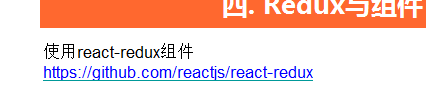 四. Redux与组件
使用react-redux组件
https://github.com/reactjs/react-redux